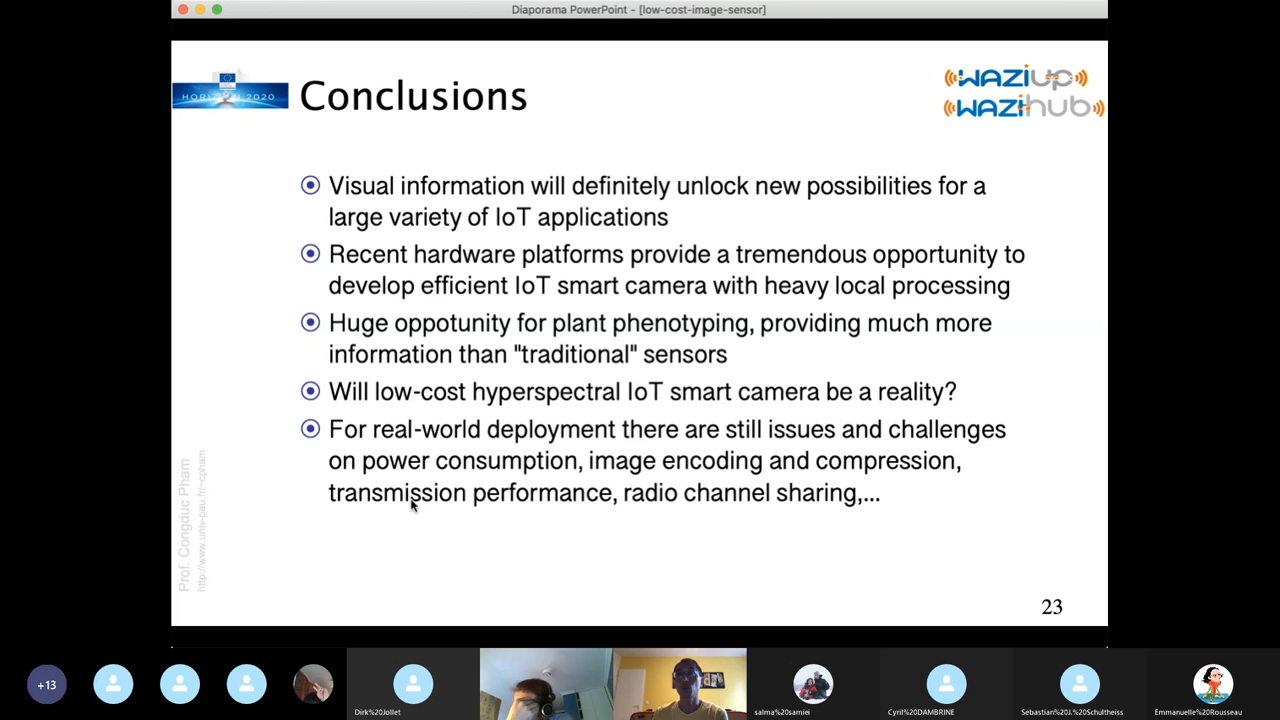 Diaporama PowerPoint - [low-cost-image-sensor]
HORIZON 2020
Conclusions
WAZIUP
WAZIHUB
Visual information will definitely unlock new possibilities for a
large variety of IoT applications
Recent hardware platforms provide a tremendous opportunity to
develop efficient IoT smart camera with heavy local processing
Huge oppotunity for plant phenotyping, providing much more
information than "traditional" sensors
Will low-cost hyperspectral IoT smart camera be a reality?
For real-world deployment there are still issues and challenges
on power consumption, image encoding and compression,
transmission performance, radio channel sharing,...
Prof. Congduc Pham
http://www.univ-pau.fr/~cpham
23
+13
Dirk%20Jollet
salma%20samiei
Cyril%20DAMBRINE
Sebastian%20J.%20Schultheiss
Emmanuelle%20Rousseau